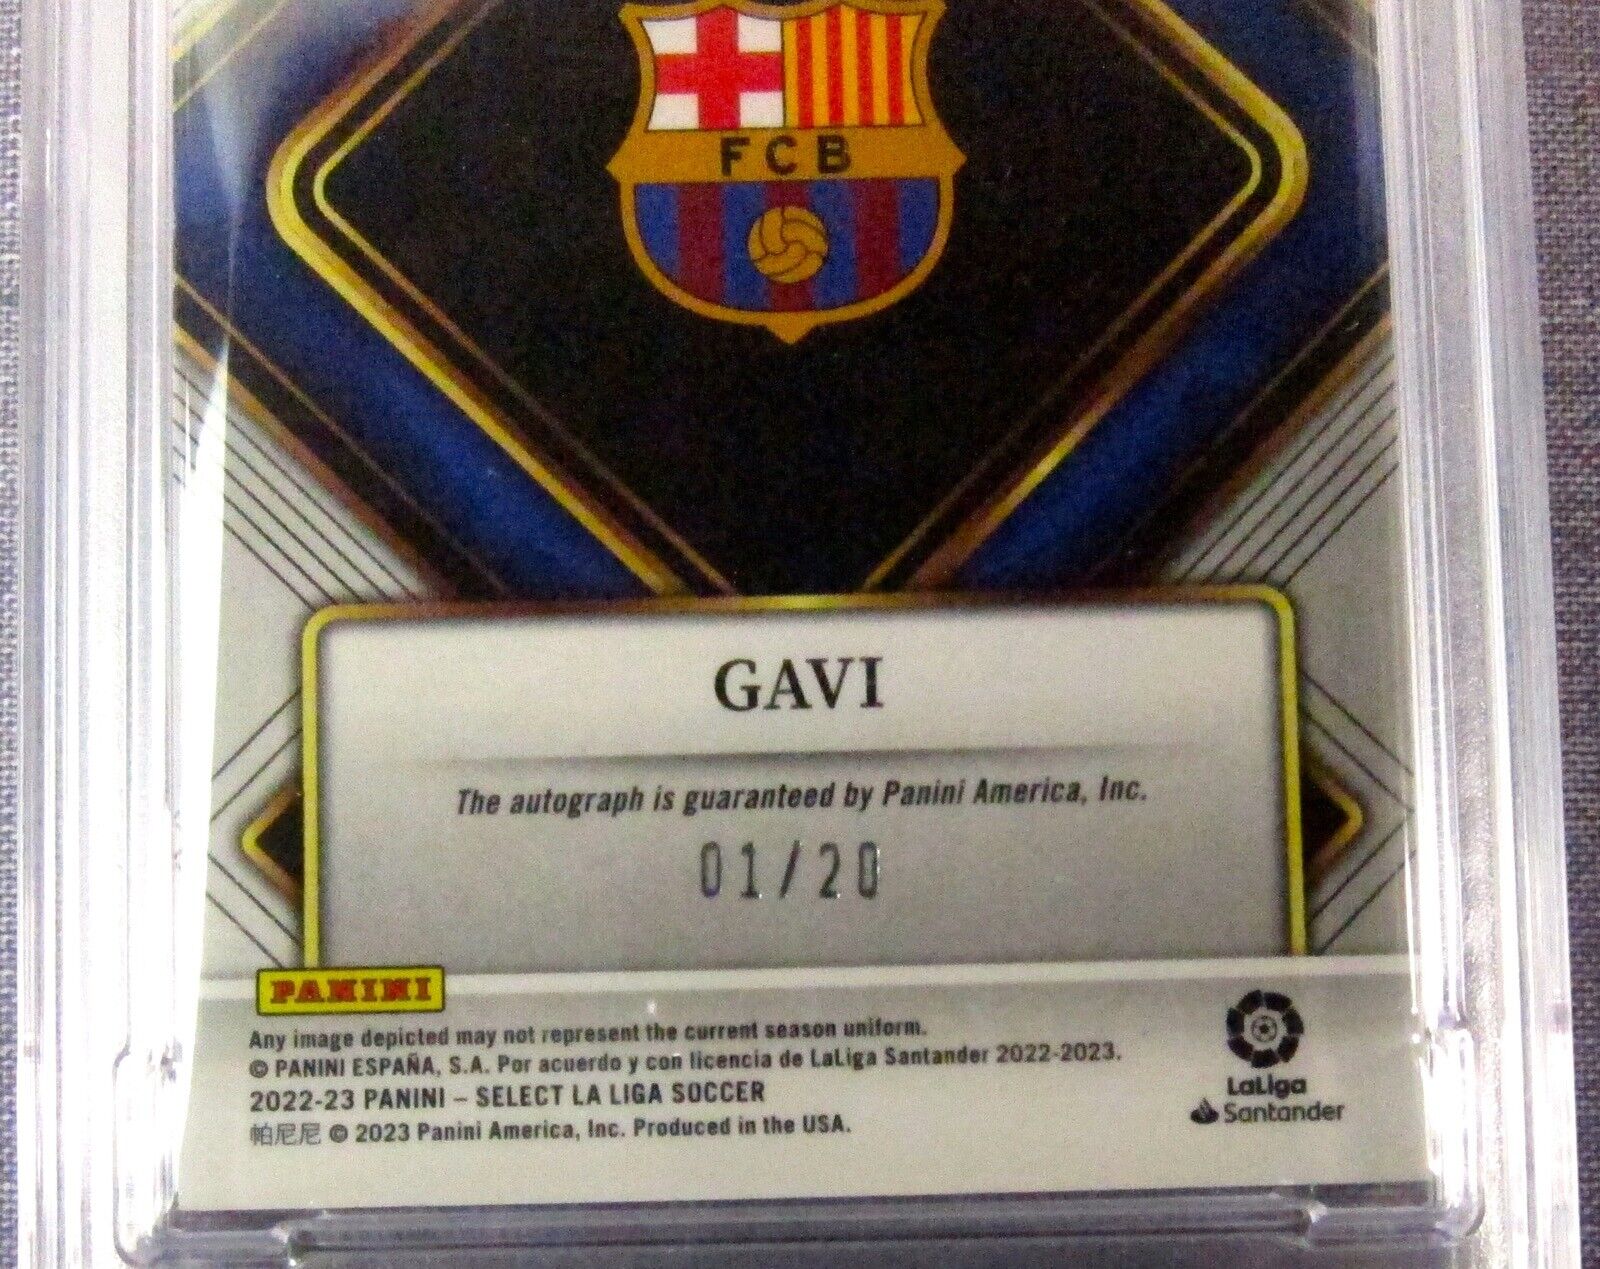 FCB
GAVI
The autograph is guaranteed by Panini America, Inc.
01/20
PANINI
Any image depicted may not represent the current season uniform.
© PANINI ESPAÑA, S.A. Por acuerdo y con licencia de LaLiga Santander 2022-2023.
2022-23 PANINI – SELECT LA LIGA SOCCER
帕尼尼 © 2023 Panini America, Inc. Produced in the USA.
LaLiga
Santander